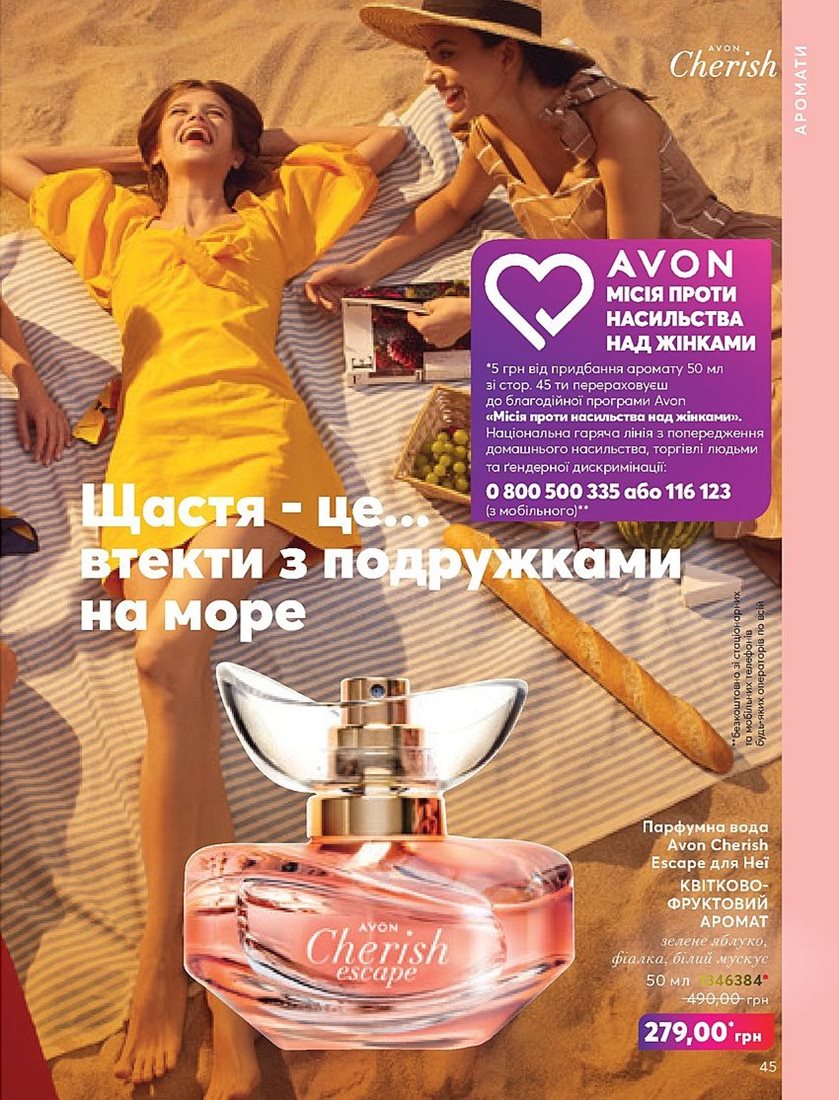 AVON
Cherish
АРОМАТИ
AVON
МІСІЯ ПРОТИ
НАСИЛЬСТВА
НАД ЖІНКАМИ
*5 грн від придбання аромату 50 мл
зі стор. 45 ти перераховуєш
до благодійної програми Avon
«Місія проти насильства над жінками».
Національна гаряча лінія з попередження
домашнього насильства, торгівлі людьми
та ґендерної дискримінації:
0 800 500 335 або 116 123
(з мобільного)**
Щастя - це...
втекти з подружками
на море
**безкоштовно зі стаціонарних
та мобільних телефонів
будь-яких операторів по всій
AVON
Cherish
escape
Парфумна вода
Avon Cherish
Escape для Неї
КВІТКОВО-
ФРУКТОВИЙ
АРОМАТ
зелене яблуко,
фіалка, білий мускус
50 мл 1346384*
490,00 грн
279,00* грн
45